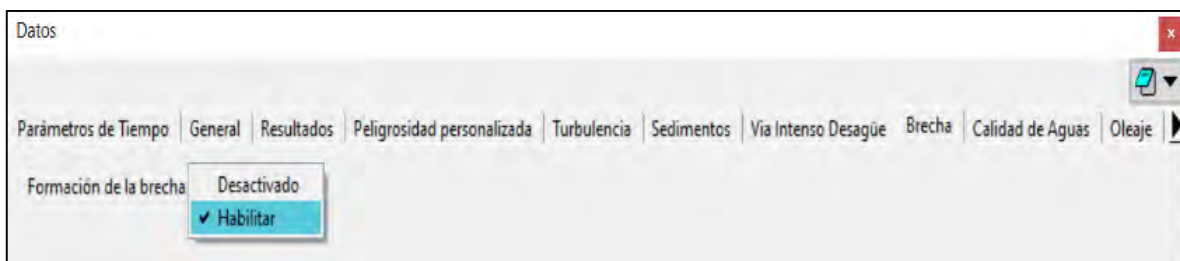 Datos
x
Parámetros de Tiempo General Resultados Peligrosidad personalizada Turbulencia Sedimentos Via Intenso Desagüe Brecha Calidad de Aguas Oleaje
Formación de la brecha Desactivado
✔ Habilitar